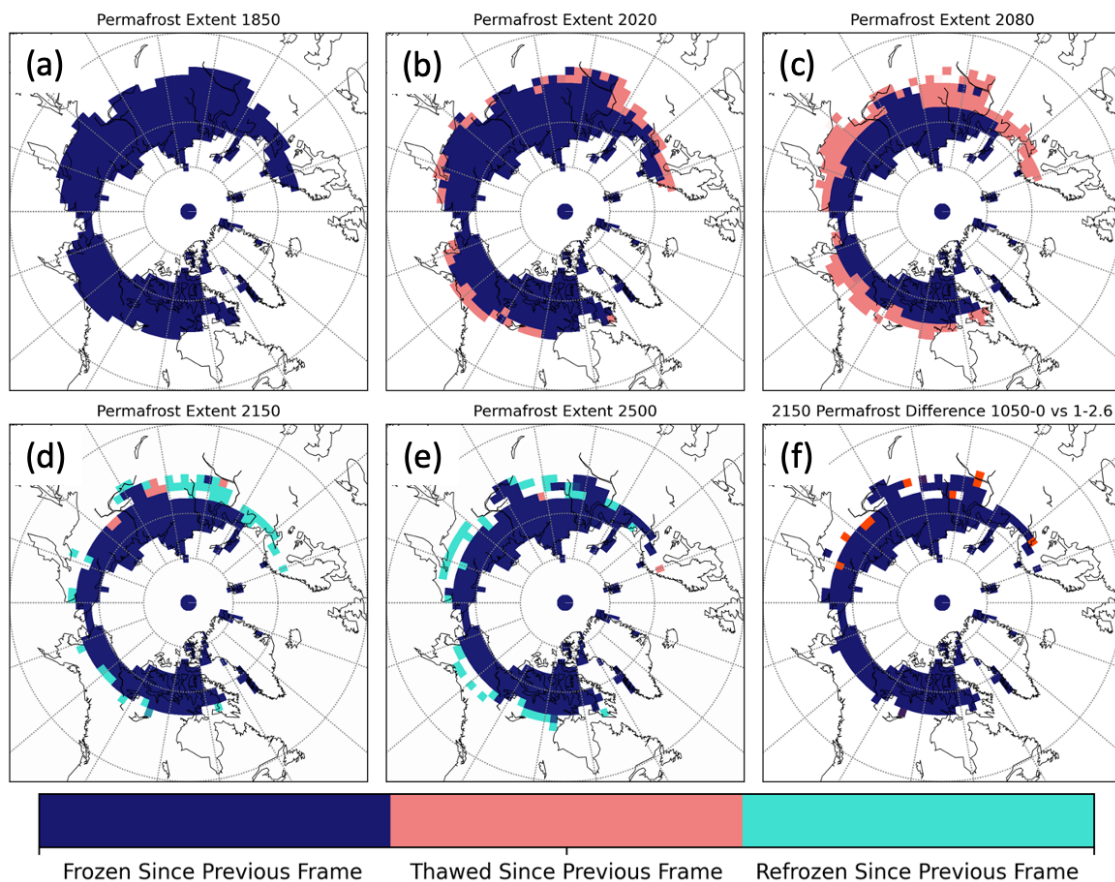 Permafrost Extent 1850
Permafrost Extent 2020
Permafrost Extent 2080
(a)
(b)
(c)
Permafrost Extent 2150
Permafrost Extent 2500
2150 Permafrost Difference 1050-0 vs 1-2.6
(d)
(e)
(f)
Frozen Since Previous Frame
Thawed Since Previous Frame
Refrozen Since Previous Frame